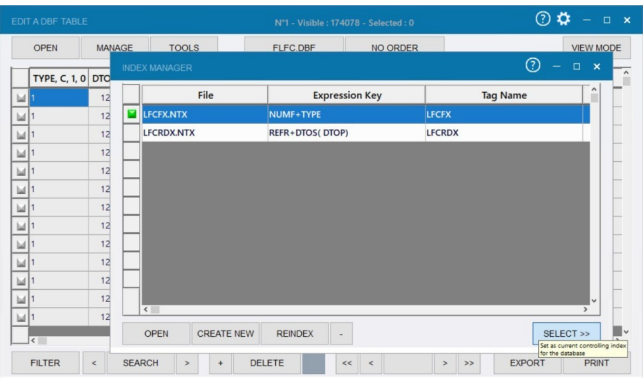 EDIT A DBF TABLE N°1 - Visible : 174078 - Selected : 0
OPEN MANAGE TOOLS FLFC.DBF NO ORDER VIEW MODE
INDEX MANAGER
TYPE, C, 1, 0 DTO
File Expression Key Tag Name
1 12
LFCFX.NTX NUMF+TYPE LFCFX
1 12
LFCRDX.NTX REFR+DTOS( DTOP) LFCRDX
1 12
1 12
1 12
1 12
1 12
1 12
1 12
1 12
1 12
1 12
1 12
OPEN CREATE NEW REINDEX - SELECT >>
Set as current controlling index
for the database
FILTER < SEARCH > + DELETE << < > >> EXPORT PRINT